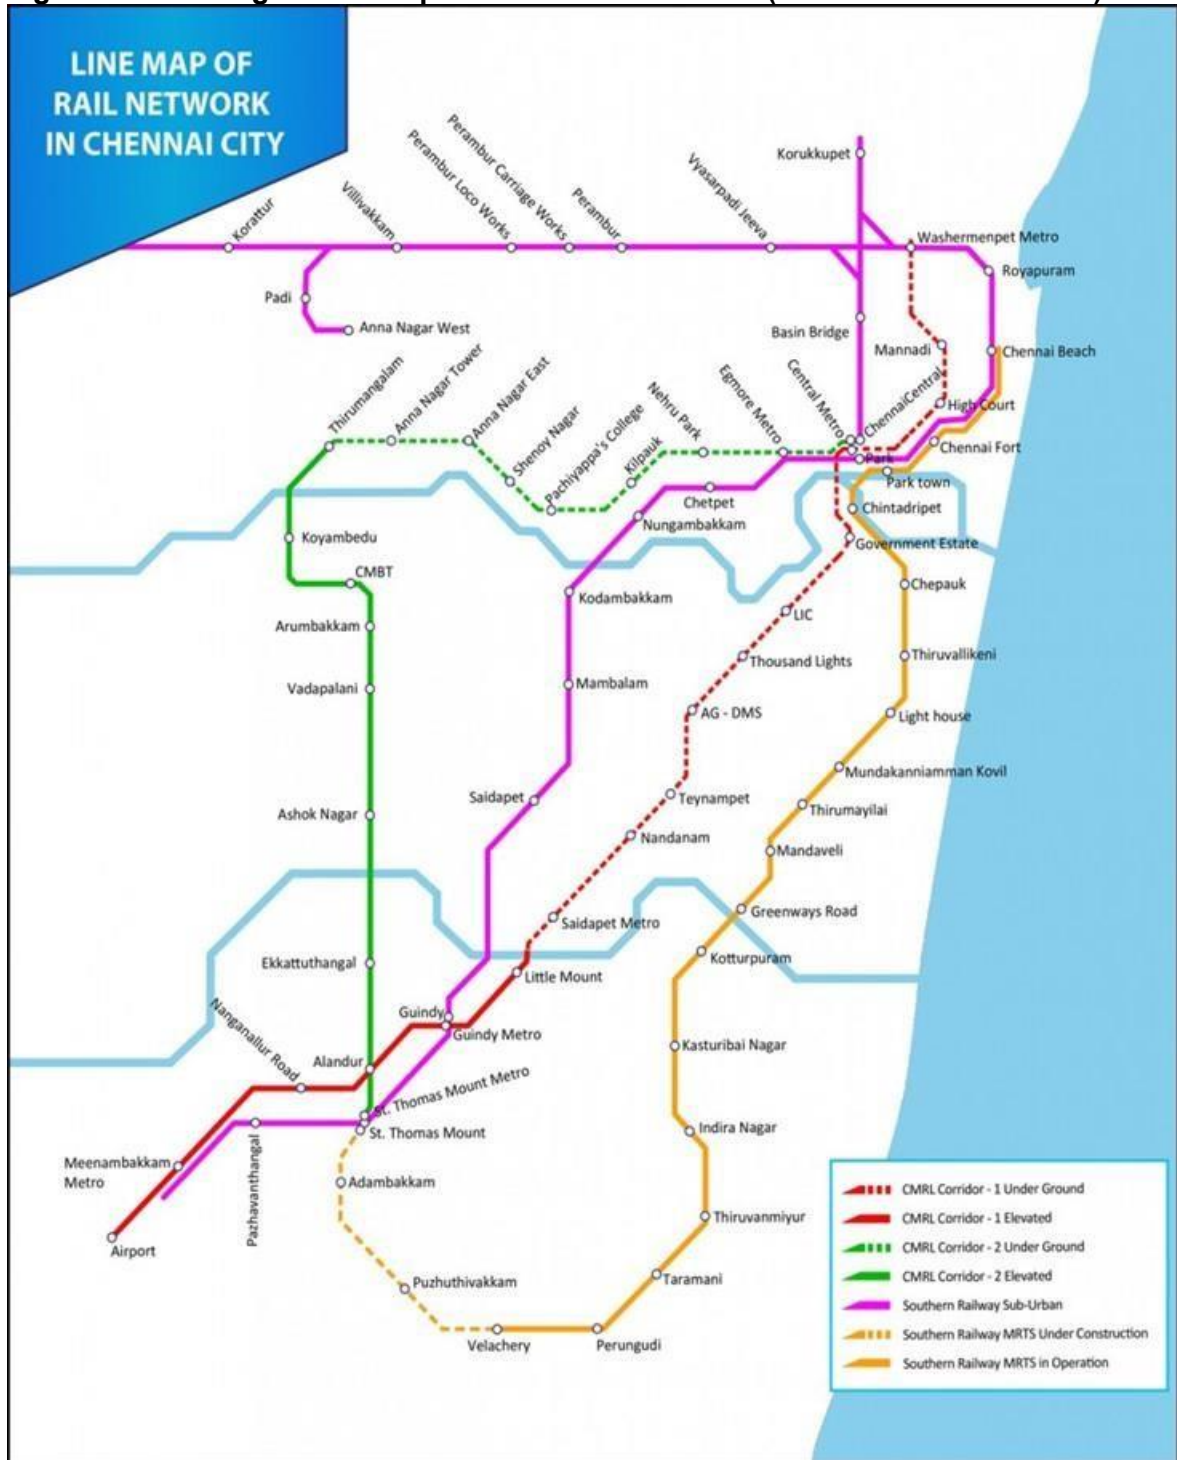 LINE MAP OF
RAIL NETWORK
IN CHENNAI CITY
Korattur
Villivakkam
Perambur Loco Works
Perambur Carriage Works
Perambur
Vyasarpadi Jeeva
Korukkupet
Washermenpet Metro
Royapuram
Padi
Anna Nagar West
Basin Bridge
Mannadi
Chennai Beach
Thirumangalam
Anna Nagar Tower
Anna Nagar East
Shenoy Nagar
Pachiyappa's College
Kilpauk
Nehru Park
Egmore Metro
Central Metro
ChennaiCentral
High Court
Chennai Fort
Park
Park town
Chetpet
Nungambakkam
Chintadripet
Government Estate
Koyambedu
CMBT
Kodambakkam
Chepauk
LIC
Arumbakkam
Thousand Lights
Thiruvallikeni
Vadapalani
Mambalam
AG - DMS
Light house
Mundakanniamman Kovil
Saidapet
Teynampet
Thirumayilai
Ashok Nagar
Nandanam
Mandaveli
Saidapet Metro
Greenways Road
Ekkattuthangal
Little Mount
Kotturpuram
Nanganallur Road
Guindy
Guindy Metro
Kasturibai Nagar
Alandur
St. Thomas Mount Metro
St. Thomas Mount
Indira Nagar
Meenambakkam
Metro
Pazhavanthangal
Adambakkam
Airport
Thiruvanmiyur
Puzhuthivakkam
Taramani
Velachery
Perungudi
CMRL Corridor - 1 Under Ground
CMRL Corridor - 1 Elevated
CMRL Corridor - 2 Under Ground
CMRL Corridor - 2 Elevated
Southern Railway Sub-Urban
Southern Railway MRTS Under Construction
Southern Railway MRTS in Operation